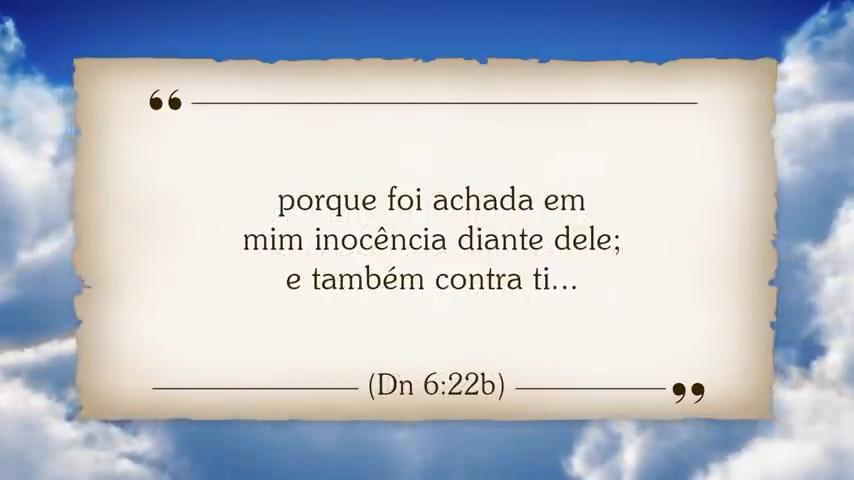 “
porque foi achada em
mim inocência diante dele;
e também contra ti...
(Dn 6:22b)
”